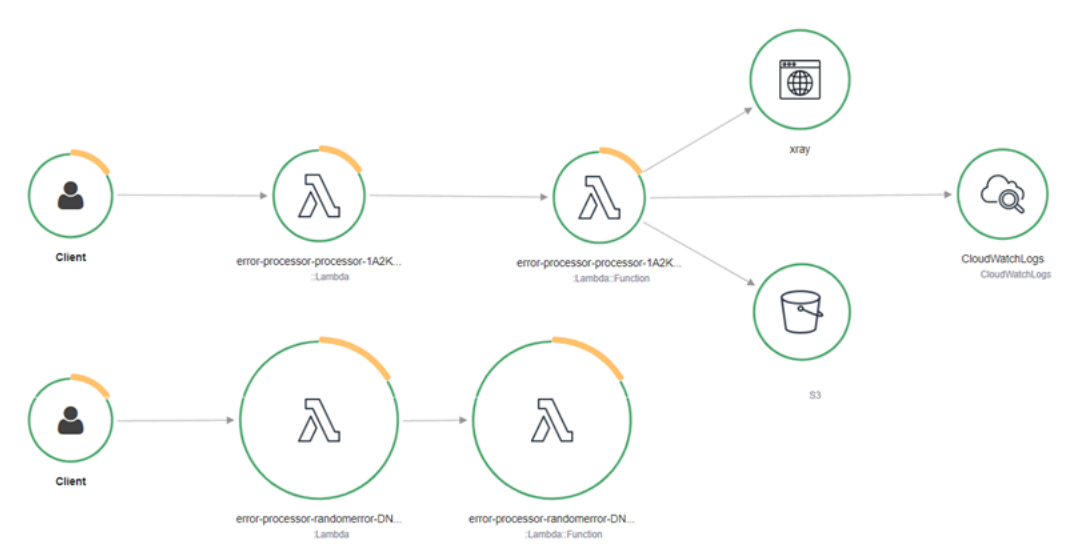 xray
Client
error-processor-processor-1A2K...
::Lambda
error-processor-processor-1A2K...
:Lambda::Function
CloudWatchLogs
CloudWatchLogs
S3
Client
error-processor-randomerror-DN...
:Lambda
error-processor-randomerror-DN...
:Lambda::Function